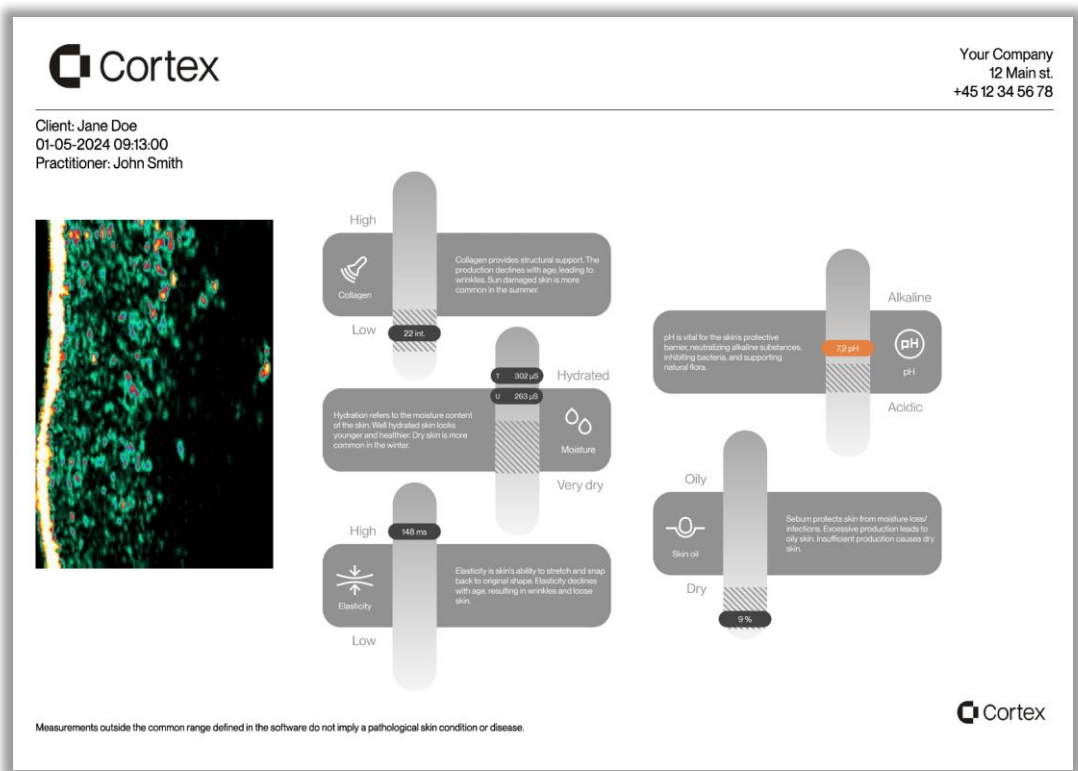 Cortex
Your Company
12 Main st.
+45 12 34 56 78
Client: Jane Doe
01-05-2024 09:13:00
Practitioner: John Smith
High
Collagen
Low
22 int.
Collagen provides structural support. The
production declines with age, leading to
wrinkles. Sun damaged skin is more
common in the summer.
T 302 µS
U 263 µS
Hydrated
Hydration refers to the moisture content
of the skin. Well hydrated skin looks
younger and healthier. Dry skin is more
common in the winter.
Moisture
Very dry
High
148 ms
Elasticity
Low
Elasticity is skin's ability to stretch and snap
back to original shape. Elasticity declines
with age, resulting in wrinkles and loose
skin.
Alkaline
pH is vital for the skin's protective
barrier, neutralizing alkaline substances,
inhibiting bacteria, and supporting
natural flora.
7,2 pH
pH
pH
Acidic
Oily
Skin oil
Dry
9 %
Sebum protects skin from moisture loss/
infections. Excessive production leads to
oily skin. Insufficient production causes dry
skin.
Measurements outside the common range defined in the software do not imply a pathological skin condition or disease.
Cortex